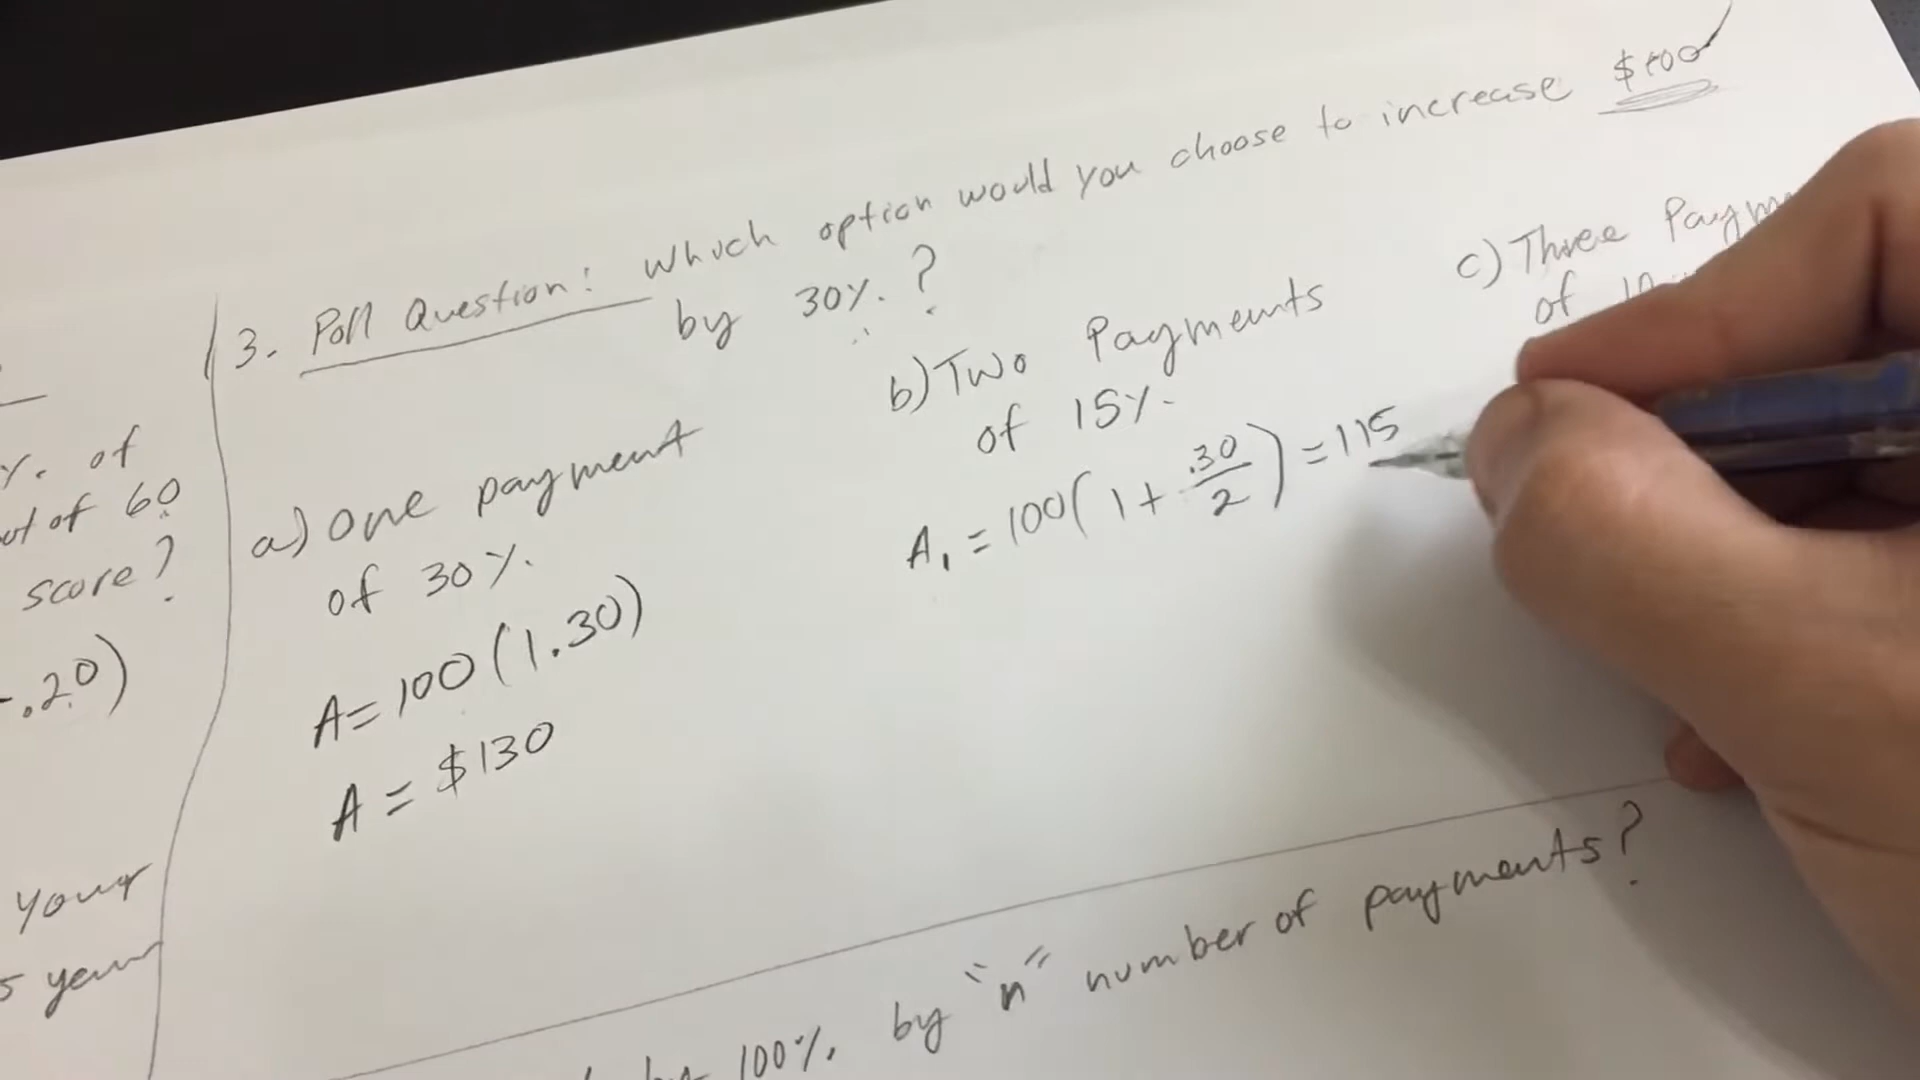 3. Poll Question: Which option would you choose to increase $100
by 30%. ?
a) One payment
of 30%.
A = 100(1.30)
A = $130
b) Two Payments
of 15%.
A₁ = 100(1 + .30/2) = 115
c) Three
of
%. of
out of 60
score?
.20)
your
5 years
by 100%. by "n" number of payments?